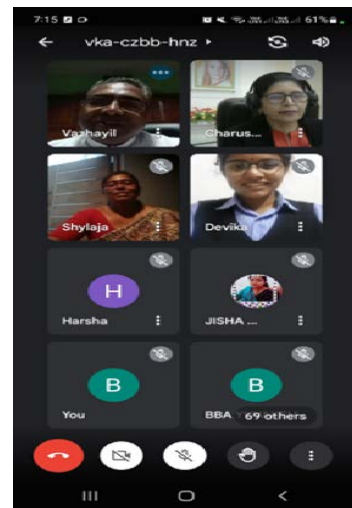 7:15
61%
vka-czbb-hnz
Vazhayil
Charus...
Shylaja
Devika
H
Harsha
JISHA ...
B
You
B
BBA
69 others